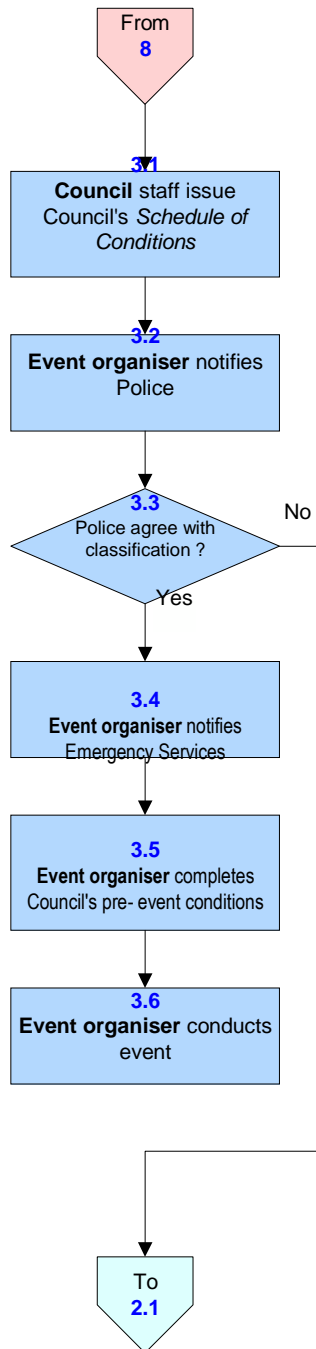 From
8
3.1
Council staff issue
Council's Schedule of
Conditions
3.2
Event organiser notifies
Police
3.3
Police agree with
classification ?
No
Yes
3.4
Event organiser notifies
Emergency Services
3.5
Event organiser completes
Council's pre- event conditions
3.6
Event organiser conducts
event
To
2.1